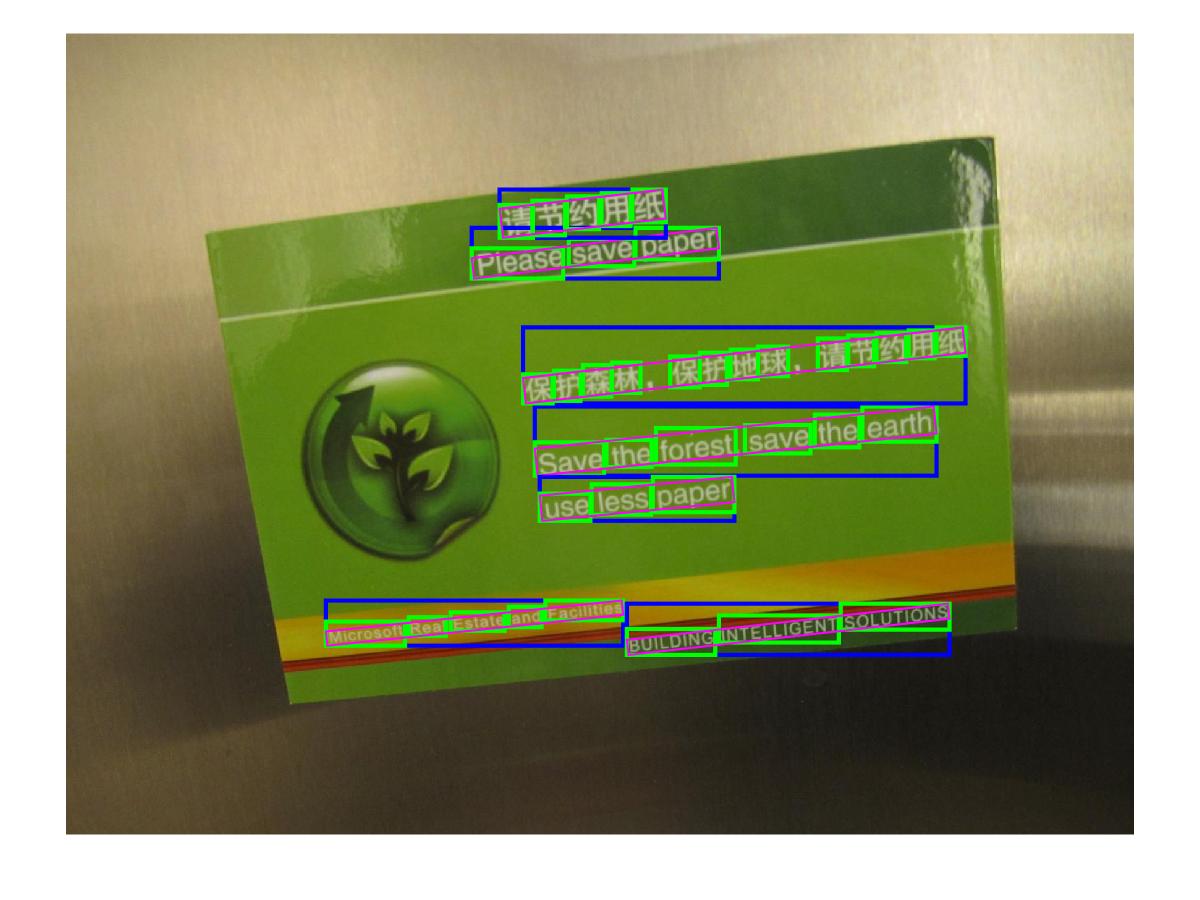 请节约用纸
Please save paper
保护森林，保护地球，请节约用纸
Save the forest, save the earth
use less paper
Microsoft Real Estate and Facilities
BUILDING INTELLIGENT SOLUTIONS